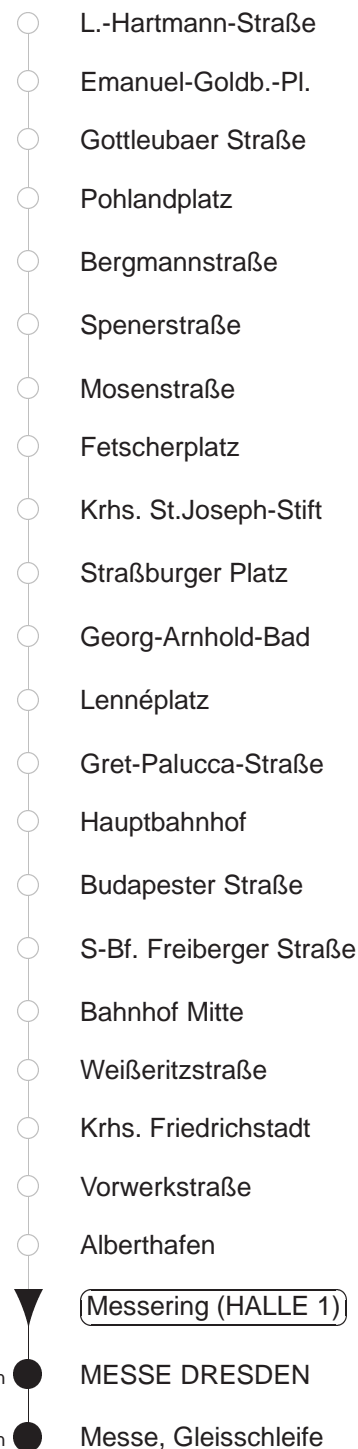 L.-Hartmann-Straße
Emanuel-Goldb.-Pl.
Gottleubaer Straße
Pohlandplatz
Bergmannstraße
Spenerstraße
Mosenstraße
Fetscherplatz
Krhs. St.Joseph-Stift
Straßburger Platz
Georg-Arnhold-Bad
Lennéplatz
Gret-Palucca-Straße
Hauptbahnhof
Budapester Straße
S-Bf. Freiberger Straße
Bahnhof Mitte
Weißeritzstraße
Krhs. Friedrichstadt
Vorwerkstraße
Alberthafen
Messering (HALLE 1)
MESSE DRESDEN
Messe, Gleisschleife